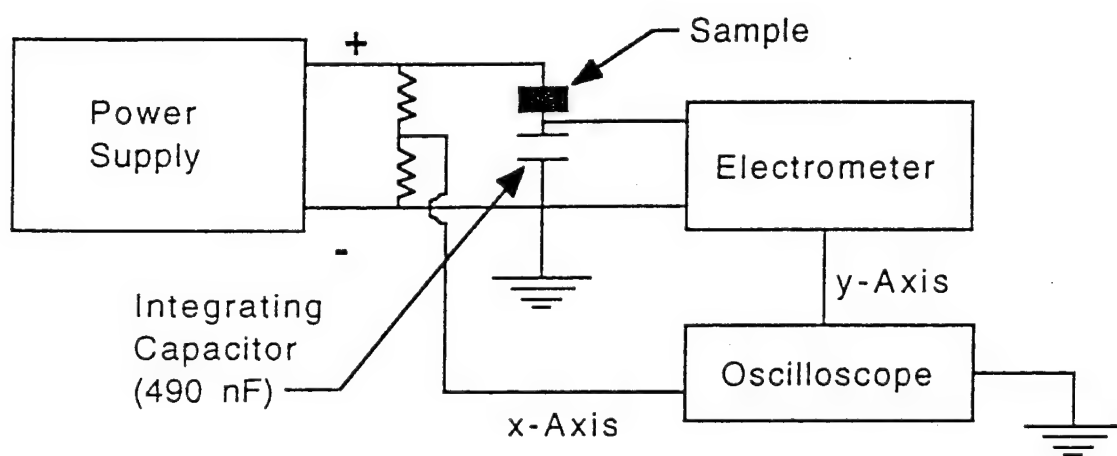 +
Sample
Power
Supply
Electrometer
-
Integrating
Capacitor
(490 nF)
y-Axis
Oscilloscope
x-Axis